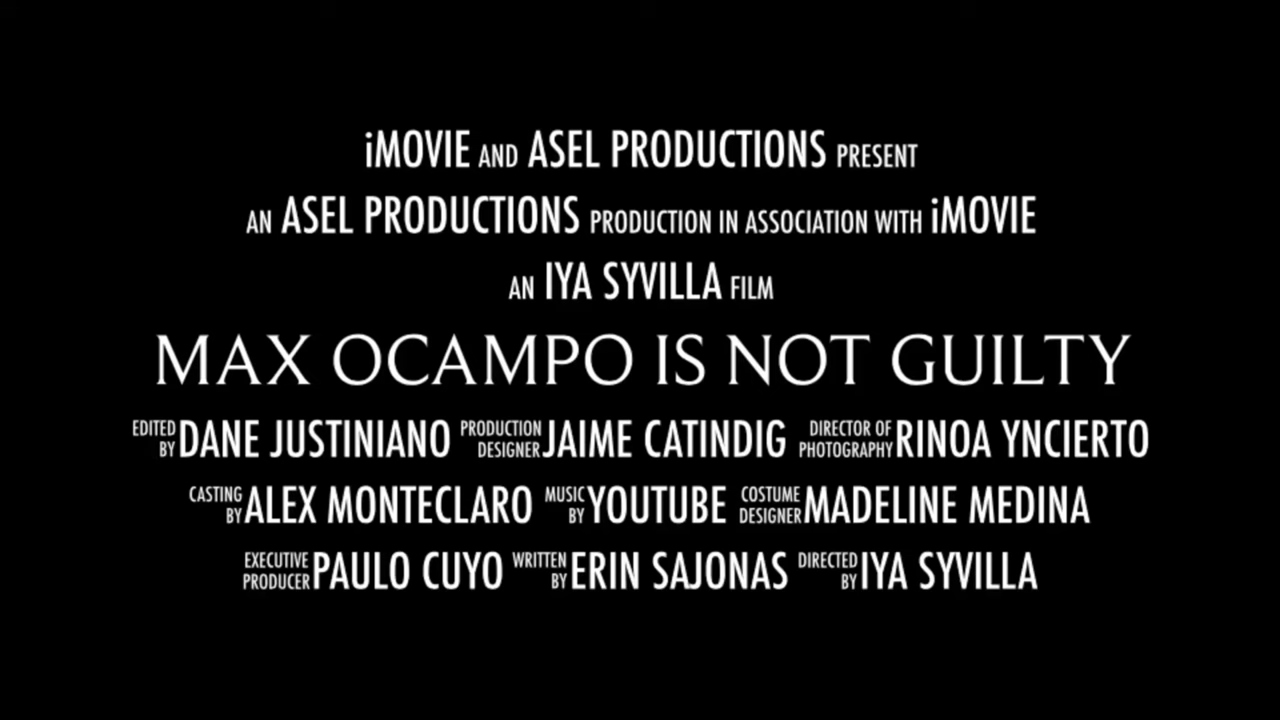 iMOVIE AND ASEL PRODUCTIONS PRESENT
AN ASEL PRODUCTIONS PRODUCTION IN ASSOCIATION WITH iMOVIE
AN IYA SYVILLA FILM
MAX OCAMPO IS NOT GUILTY
EDITED BY DANE JUSTINIANO PRODUCTION DESIGNER JAIME CATINDIG DIRECTOR OF PHOTOGRAPHY RINOA YNCIERTO
CASTING BY ALEX MONTECLARO MUSIC BY YOUTUBE COSTUME DESIGNER MADELINE MEDINA
EXECUTIVE PRODUCER PAULO CUYO WRITTEN BY ERIN SAJONAS DIRECTED BY IYA SYVILLA